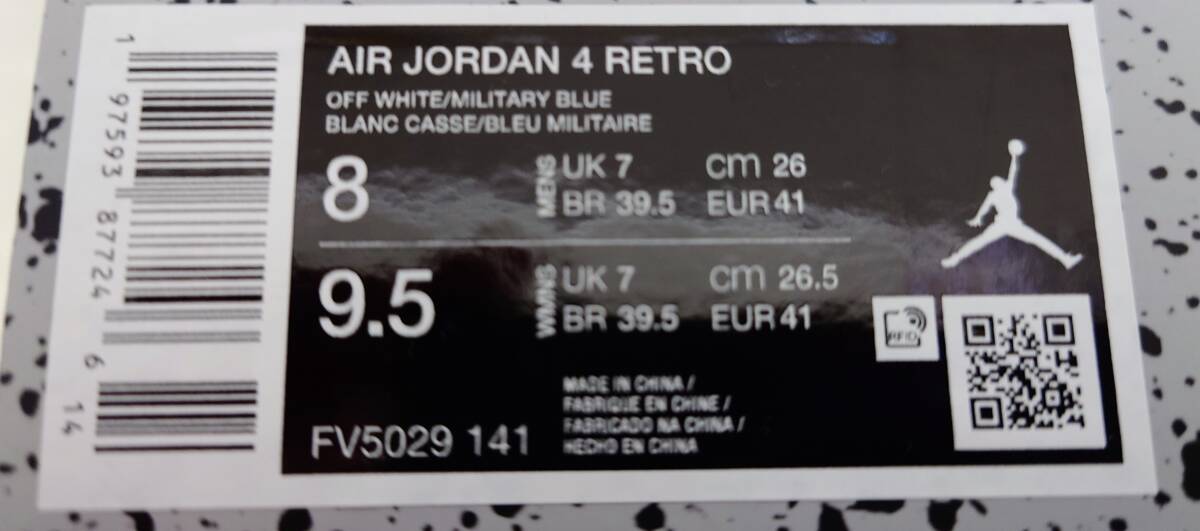 AIR JORDAN 4 RETRO
OFF WHITE/MILITARY BLUE
BLANC CASSE/BLEU MILITAIRE
8 MENS UK 7 cm 26
BR 39.5 EUR 41
9.5 WMNS UK 7 cm 26.5
BR 39.5 EUR 41
RFID
MADE IN CHINA /
FABRIQUE EN CHINE /
FABRICADO NA CHINA /
HECHO EN CHINA
FV5029 141
1 97593 87724 6 14